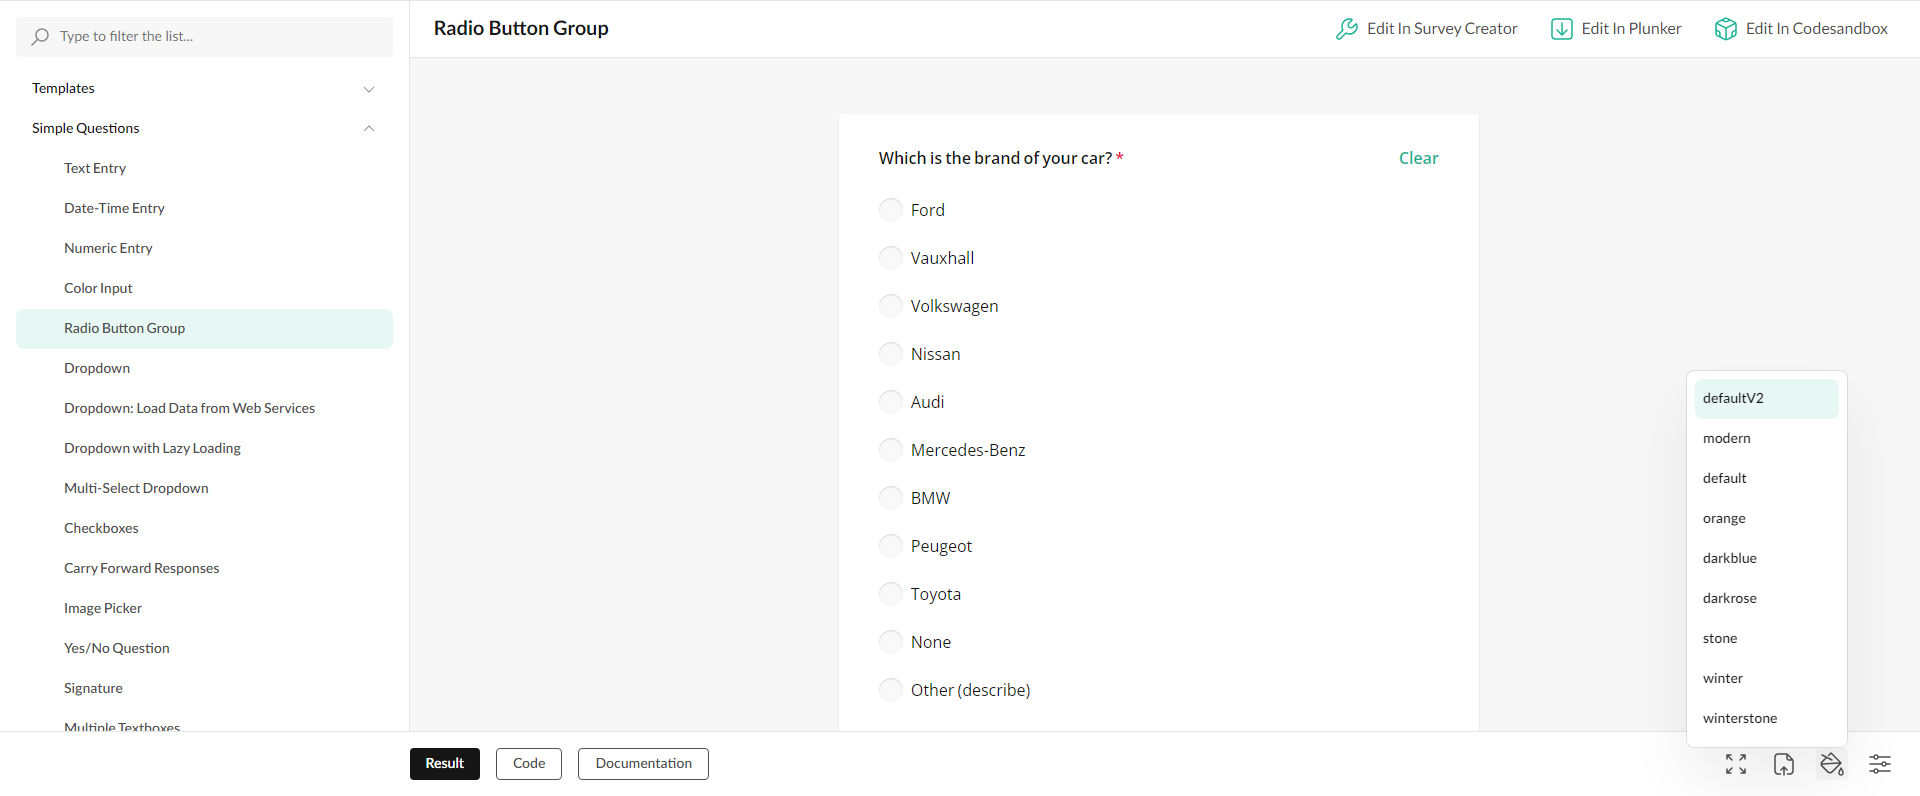 Type to filter the list...
Templates
Simple Questions
Text Entry
Date-Time Entry
Numeric Entry
Color Input
Radio Button Group
Dropdown
Dropdown: Load Data from Web Services
Dropdown with Lazy Loading
Multi-Select Dropdown
Checkboxes
Carry Forward Responses
Image Picker
Yes/No Question
Signature
Multiple Textboxes
Radio Button Group
Edit In Survey Creator
Edit In Plunker
Edit In Codesandbox
Which is the brand of your car? *
Clear
Ford
Vauxhall
Volkswagen
Nissan
Audi
Mercedes-Benz
BMW
Peugeot
Toyota
None
Other (describe)
defaultV2
modern
default
orange
darkblue
darkrose
stone
winter
winterstone
Result
Code
Documentation